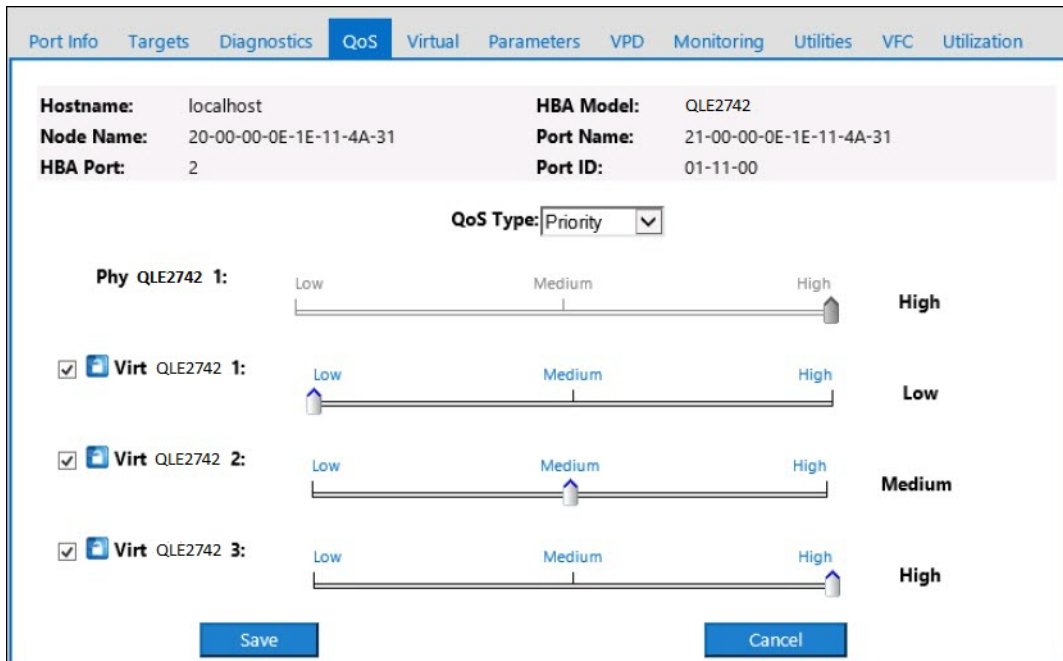 Port Info Targets Diagnostics QoS Virtual Parameters VPD Monitoring Utilities VFC Utilization
Hostname: localhost HBA Model: QLE2742
Node Name: 20-00-00-0E-1E-11-4A-31 Port Name: 21-00-00-0E-1E-11-4A-31
HBA Port: 2 Port ID: 01-11-00
QoS Type: Priority
Phy QLE2742 1: Low Medium High High
Virt QLE2742 1: Low Medium High Low
Virt QLE2742 2: Low Medium High Medium
Virt QLE2742 3: Low Medium High High
Save Cancel